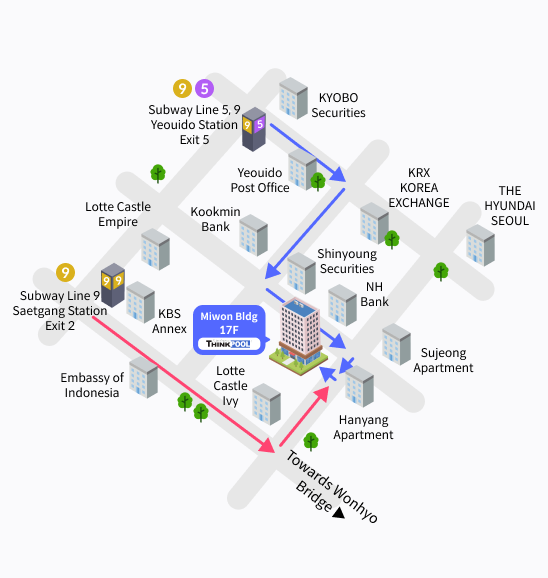 9 5
KYOBO
Securities
Subway Line 5, 9
Yeouido Station
Exit 5
9 5
Yeouido
Post Office
KRX
KOREA
EXCHANGE
THE
HYUNDAI
SEOUL
Lotte Castle
Empire
Kookmin
Bank
Shinyoung
Securities
9
Subway Line 9
Saetgang Station
Exit 2
9 9
KBS
Annex
NH
Bank
Miwon Bldg
17F
THINKPOOL
Sujeong
Apartment
Embassy of
Indonesia
Lotte
Castle
Ivy
Hanyang
Apartment
Towards Wonhyo
Bridge ▶